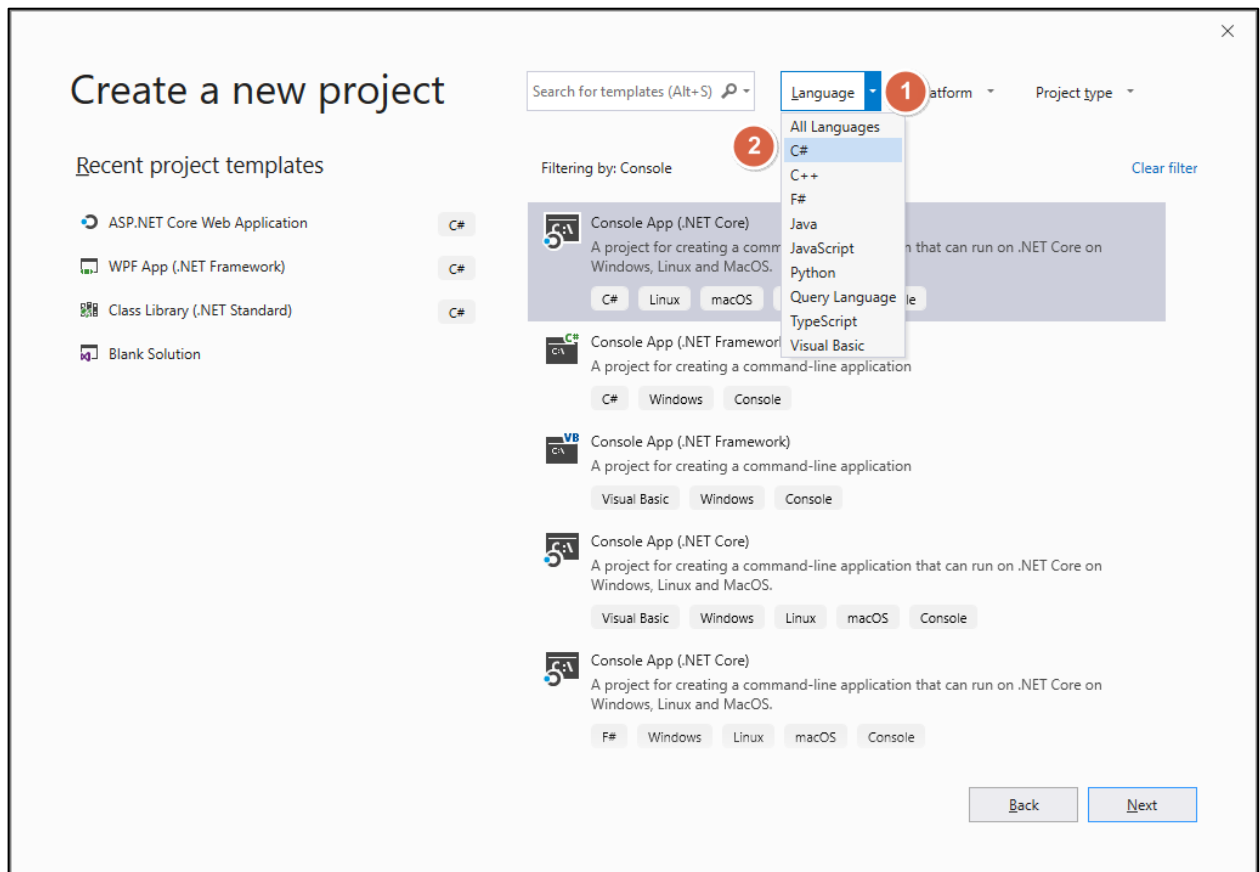 Create a new project
Search for templates (Alt+S)
Language
1
atform
Project type
All Languages
2
C#
C++
F#
Java
JavaScript
Python
Query Language
TypeScript
Visual Basic
Recent project templates
ASP.NET Core Web Application
C#
WPF App (.NET Framework)
C#
Class Library (.NET Standard)
C#
Blank Solution
Filtering by: Console
Clear filter
Console App (.NET Core)
A project for creating a comm
n that can run on .NET Core on
Windows, Linux and MacOS.
C# Linux macOS
le
Console App (.NET Framewor
A project for creating a command-line application
C# Windows Console
Console App (.NET Framework)
A project for creating a command-line application
Visual Basic Windows Console
Console App (.NET Core)
A project for creating a command-line application that can run on .NET Core on
Windows, Linux and MacOS.
Visual Basic Windows Linux macOS Console
Console App (.NET Core)
A project for creating a command-line application that can run on .NET Core on
Windows, Linux and MacOS.
F# Windows Linux macOS Console
C:\
C:\
C#
C:\
VB
C:\
C:\
Back
Next